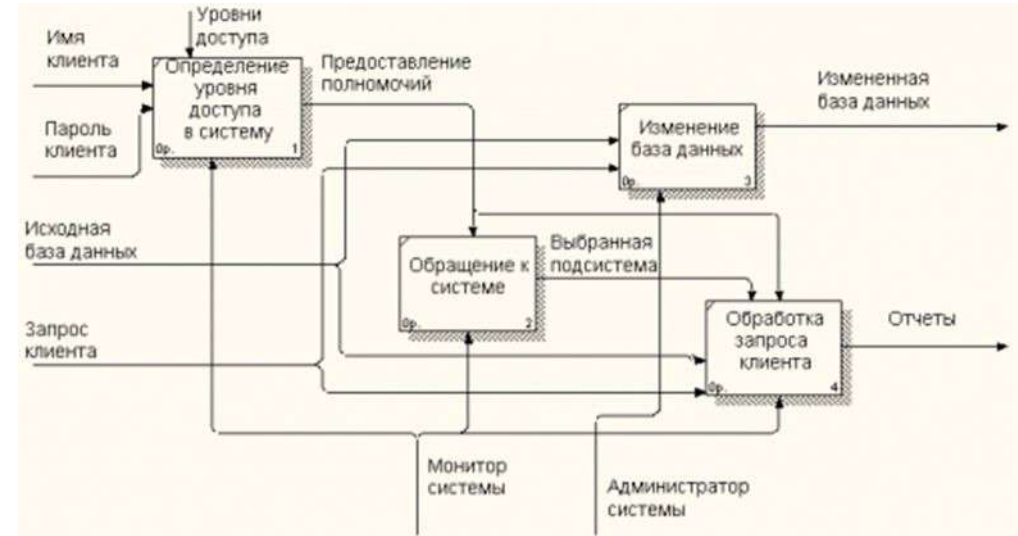 Уровни
доступа
Имя
клиента
Определение
уровня
доступа
в систему
0р.
1
Предоставление
полномочий
Пароль
клиента
Измененная
база данных
Изменение
база данных
0р.
3
Исходная
база данных
Обращение к
системе
0р.
2
Выбранная
подсистема
Запрос
клиента
Обработка
запроса
клиента
0р.
4
Отчеты
Монитор
системы
Администратор
системы